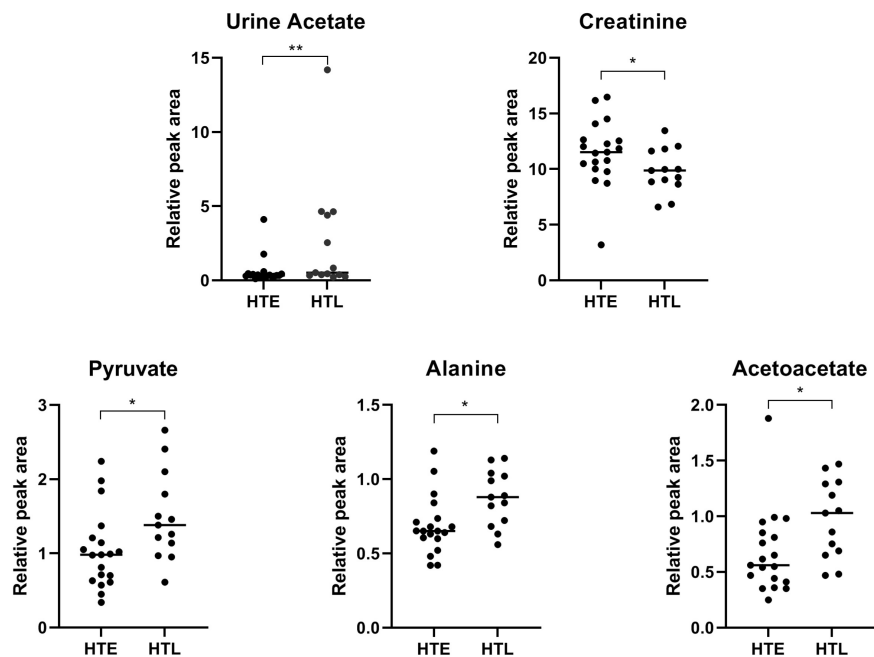 Urine Acetate
Relative peak area
15
10
5
0
**
HTE HTL
Creatinine
Relative peak area
20
15
10
5
0
*
HTE HTL
Pyruvate
Relative peak area
3
2
1
0
*
HTE HTL
Alanine
Relative peak area
1.5
1.0
0.5
0.0
*
HTE HTL
Acetoacetate
Relative peak area
2.0
1.5
1.0
0.5
0.0
*
HTE HTL